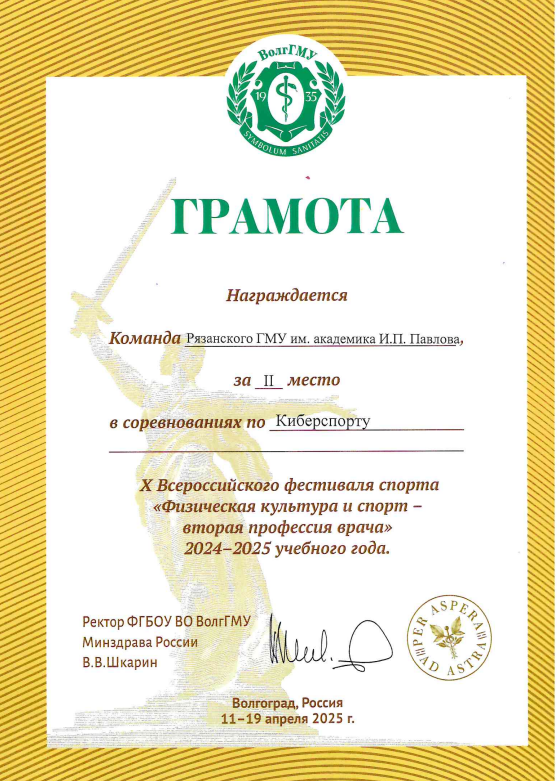 ВолгГМУ
19 35
SYMBOLUM SANITATIS
ГРАМОТА
Награждается
Команда Рязанского ГМУ им. академика И.П. Павлова,
за II место
в соревнованиях по Киберспорту
X Всероссийского фестиваля спорта
«Физическая культура и спорт –
вторая профессия врача»
2024–2025 учебного года.
Ректор ФГБОУ ВО ВолгГМУ
Минздрава России
В.В.Шкарин
PER ASPERA
AD ASTRA
Волгоград, Россия
11–19 апреля 2025 г.